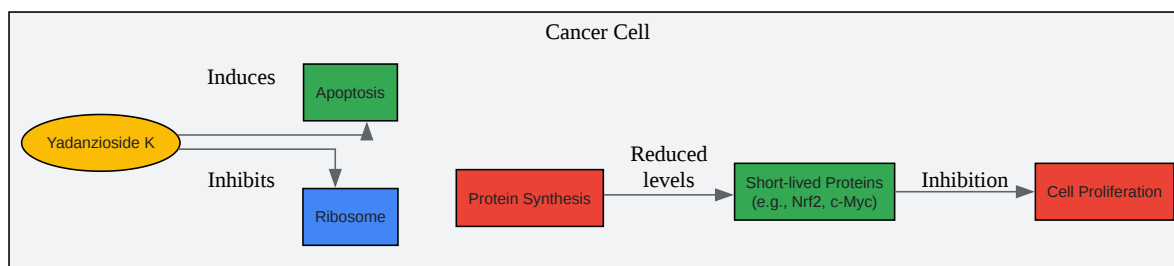 Cancer Cell
Induces
Apoptosis
Yadanzioside K
Inhibits
Ribosome
Protein Synthesis
Reduced
levels
Short-lived Proteins
(e.g., Nrf2, c-Myc)
Inhibition
Cell Proliferation